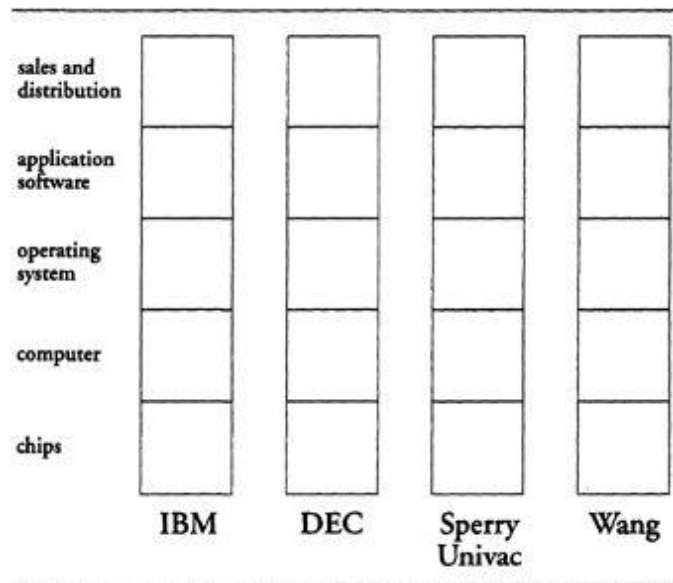 sales and
distribution
application
software
operating
system
computer
chips
IBM
DEC
Sperry
Univac
Wang